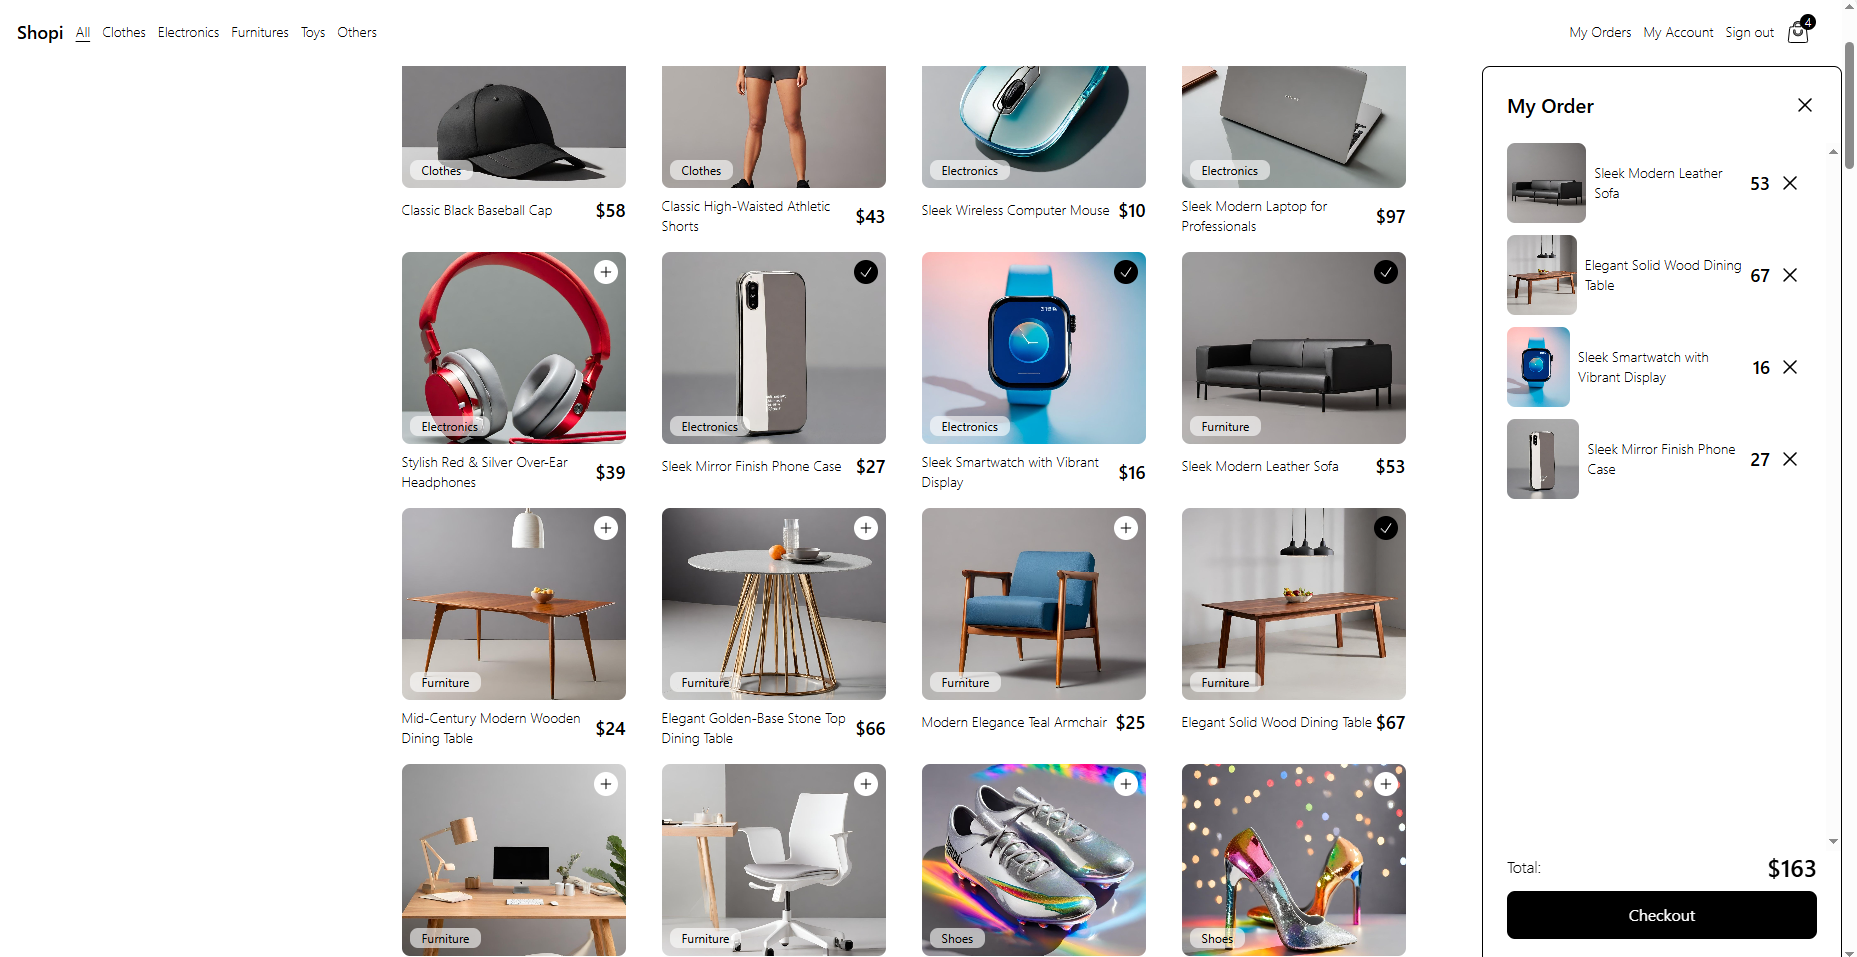 Shopi All Clothes Electronics Furnitures Toys Others
My Orders My Account Sign out 4
Clothes
Classic Black Baseball Cap $58
Clothes
Classic High-Waisted Athletic
Shorts
$43
Electronics
Sleek Wireless Computer Mouse $10
Electronics
Sleek Modern Laptop for
Professionals
$97
Electronics
Stylish Red & Silver Over-Ear
Headphones
$39
Electronics
Sleek Mirror Finish Phone Case $27
Electronics
Sleek Smartwatch with Vibrant
Display
$16
Furniture
Sleek Modern Leather Sofa $53
Furniture
Mid-Century Modern Wooden
Dining Table
$24
Furniture
Elegant Golden-Base Stone Top
Dining Table
$66
Furniture
Modern Elegance Teal Armchair $25
Furniture
Elegant Solid Wood Dining Table $67
Furniture
Furniture
Shoes
Shoes
My Order
Sleek Modern Leather
Sofa
53
Elegant Solid Wood Dining
Table
67
Sleek Smartwatch with
Vibrant Display
16
Sleek Mirror Finish Phone
Case
27
Total: $163
Checkout